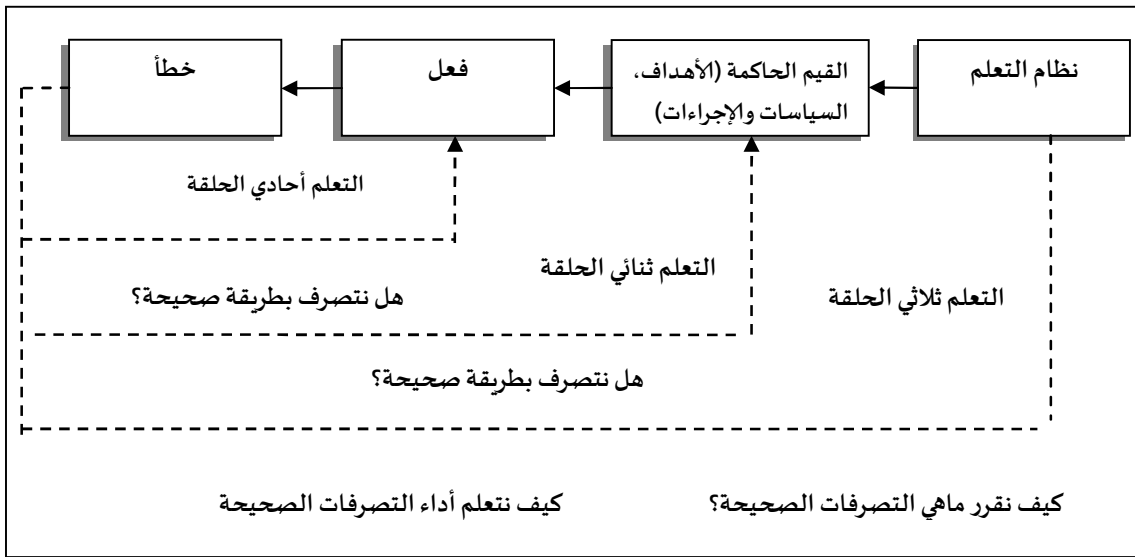 نظام التعلم
القيم الحاكمة (الأهداف،
السياسات والإجراءات)
فعل
خطأ
التعلم أحادي الحلقة
التعلم ثنائي الحلقة
التعلم ثلاثي الحلقة
هل نتصرف بطريقة صحيحة؟
هل نتصرف بطريقة صحيحة؟
كيف نقرر ماهي التصرفات الصحيحة؟
كيف نتعلم أداء التصرفات الصحيحة